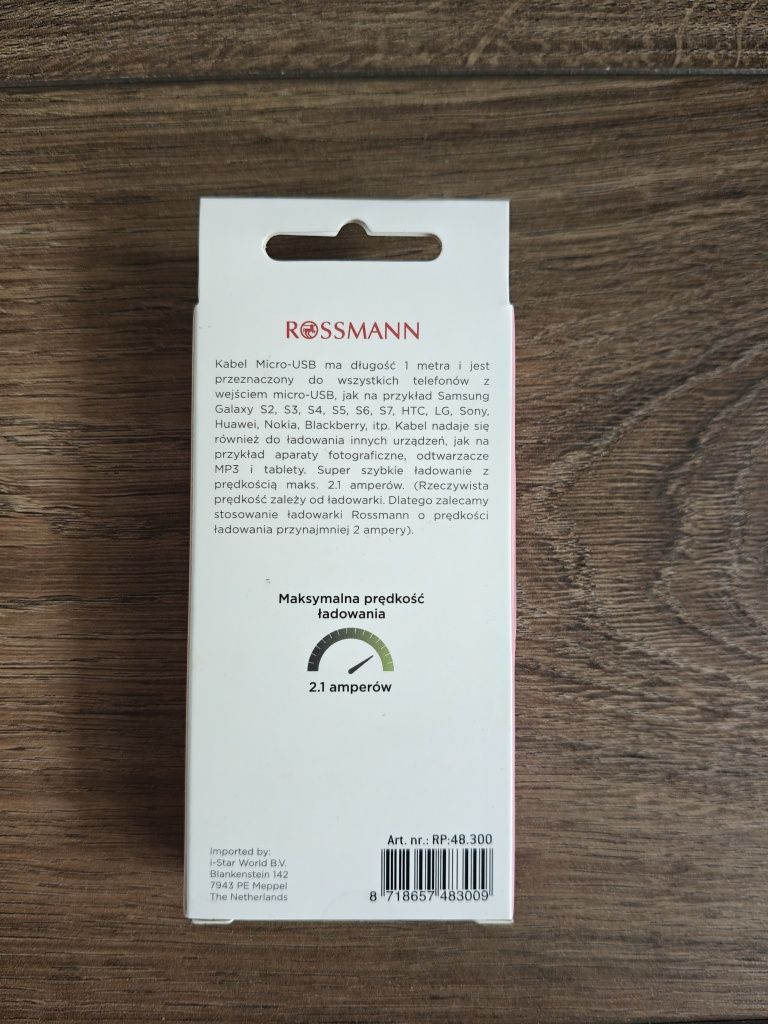 ROSSMANN
Kabel Micro-USB ma długość 1 metra i jest
przeznaczony do wszystkich telefonów z
wejściem micro-USB, jak na przykład Samsung
Galaxy S2, S3, S4, S5, S6, S7, HTC, LG, Sony,
Huawei, Nokia, Blackberry, itp. Kabel nadaje się
również do ładowania innych urządzeń, jak na
przykład aparaty fotograficzne, odtwarzacze
MP3 i tablety. Super szybkie ładowanie z
prędkością maks. 2.1 amperów. (Rzeczywista
prędkość zależy od ładowarki. Dlatego zalecamy
stosowanie ładowarki Rossmann o prędkości
ładowania przynajmniej 2 ampery).
Maksymalna prędkość
ładowania
2.1 amperów
Art. nr.: RP:48.300
Imported by:
i-Star World B.V.
Blankenstein 142
7943 PE Meppel
The Netherlands
8 718657 483009